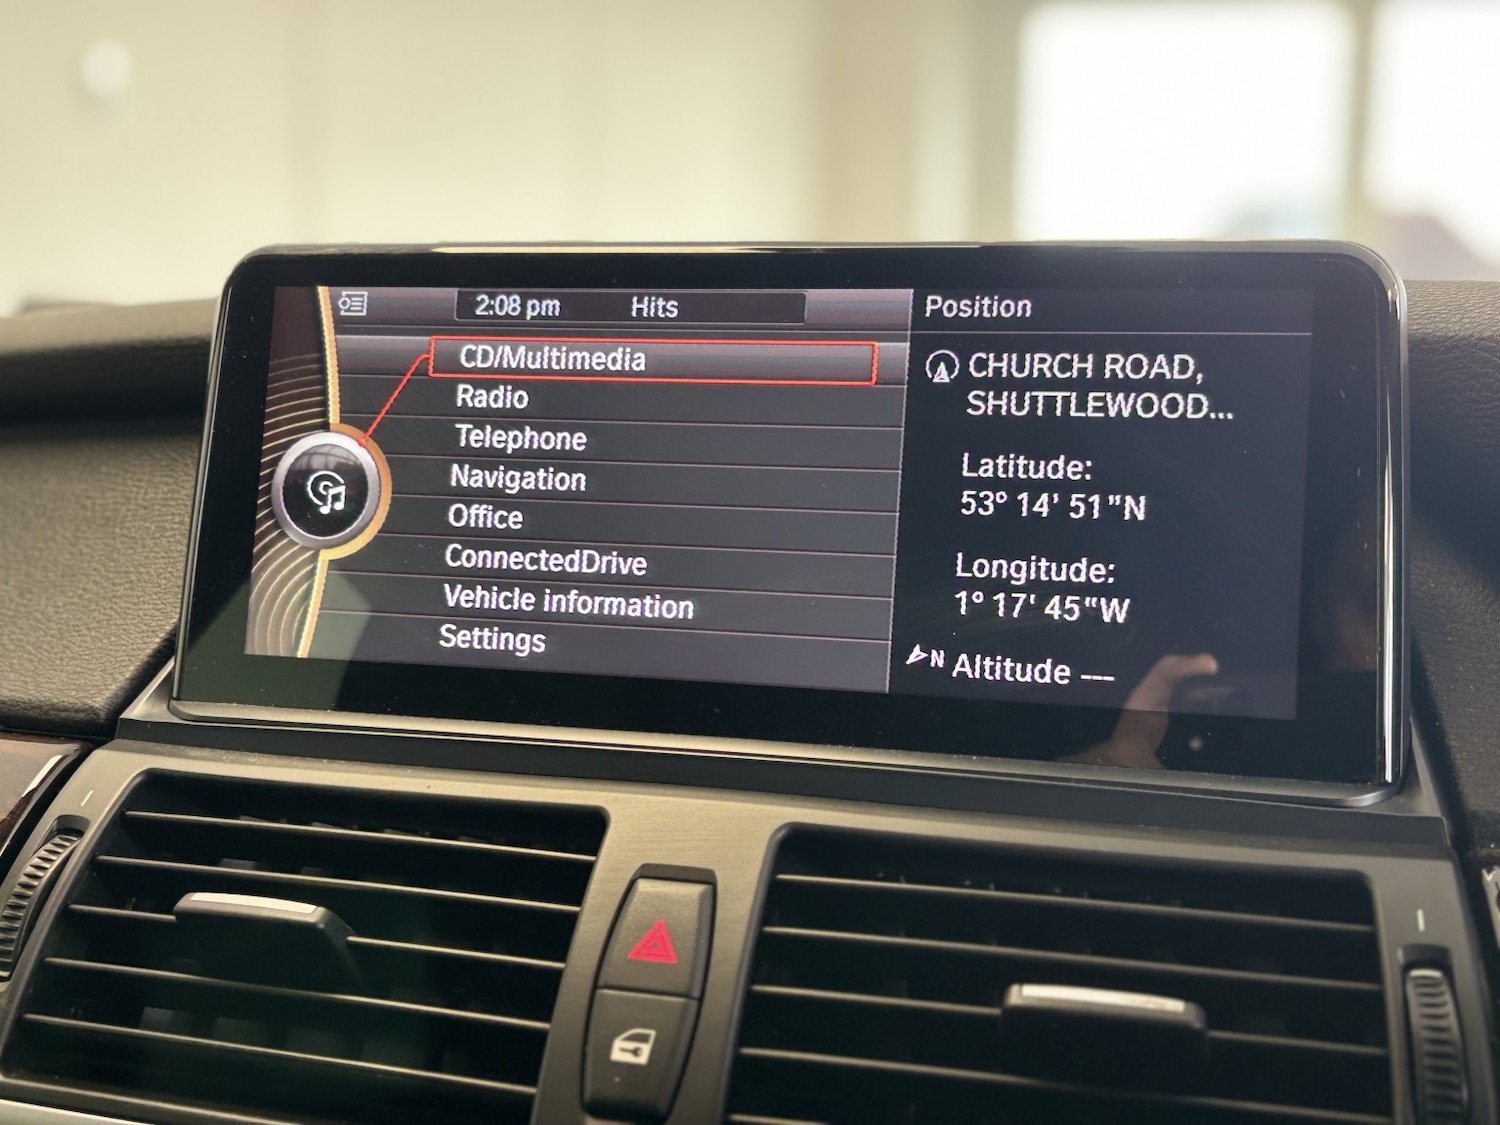 2:08 pm Hits
CD/Multimedia
Radio
Telephone
Navigation
Office
ConnectedDrive
Vehicle information
Settings
Position
CHURCH ROAD,
SHUTTLEWOOD...
Latitude:
53° 14' 51"N
Longitude:
1° 17' 45"W
N Altitude ---